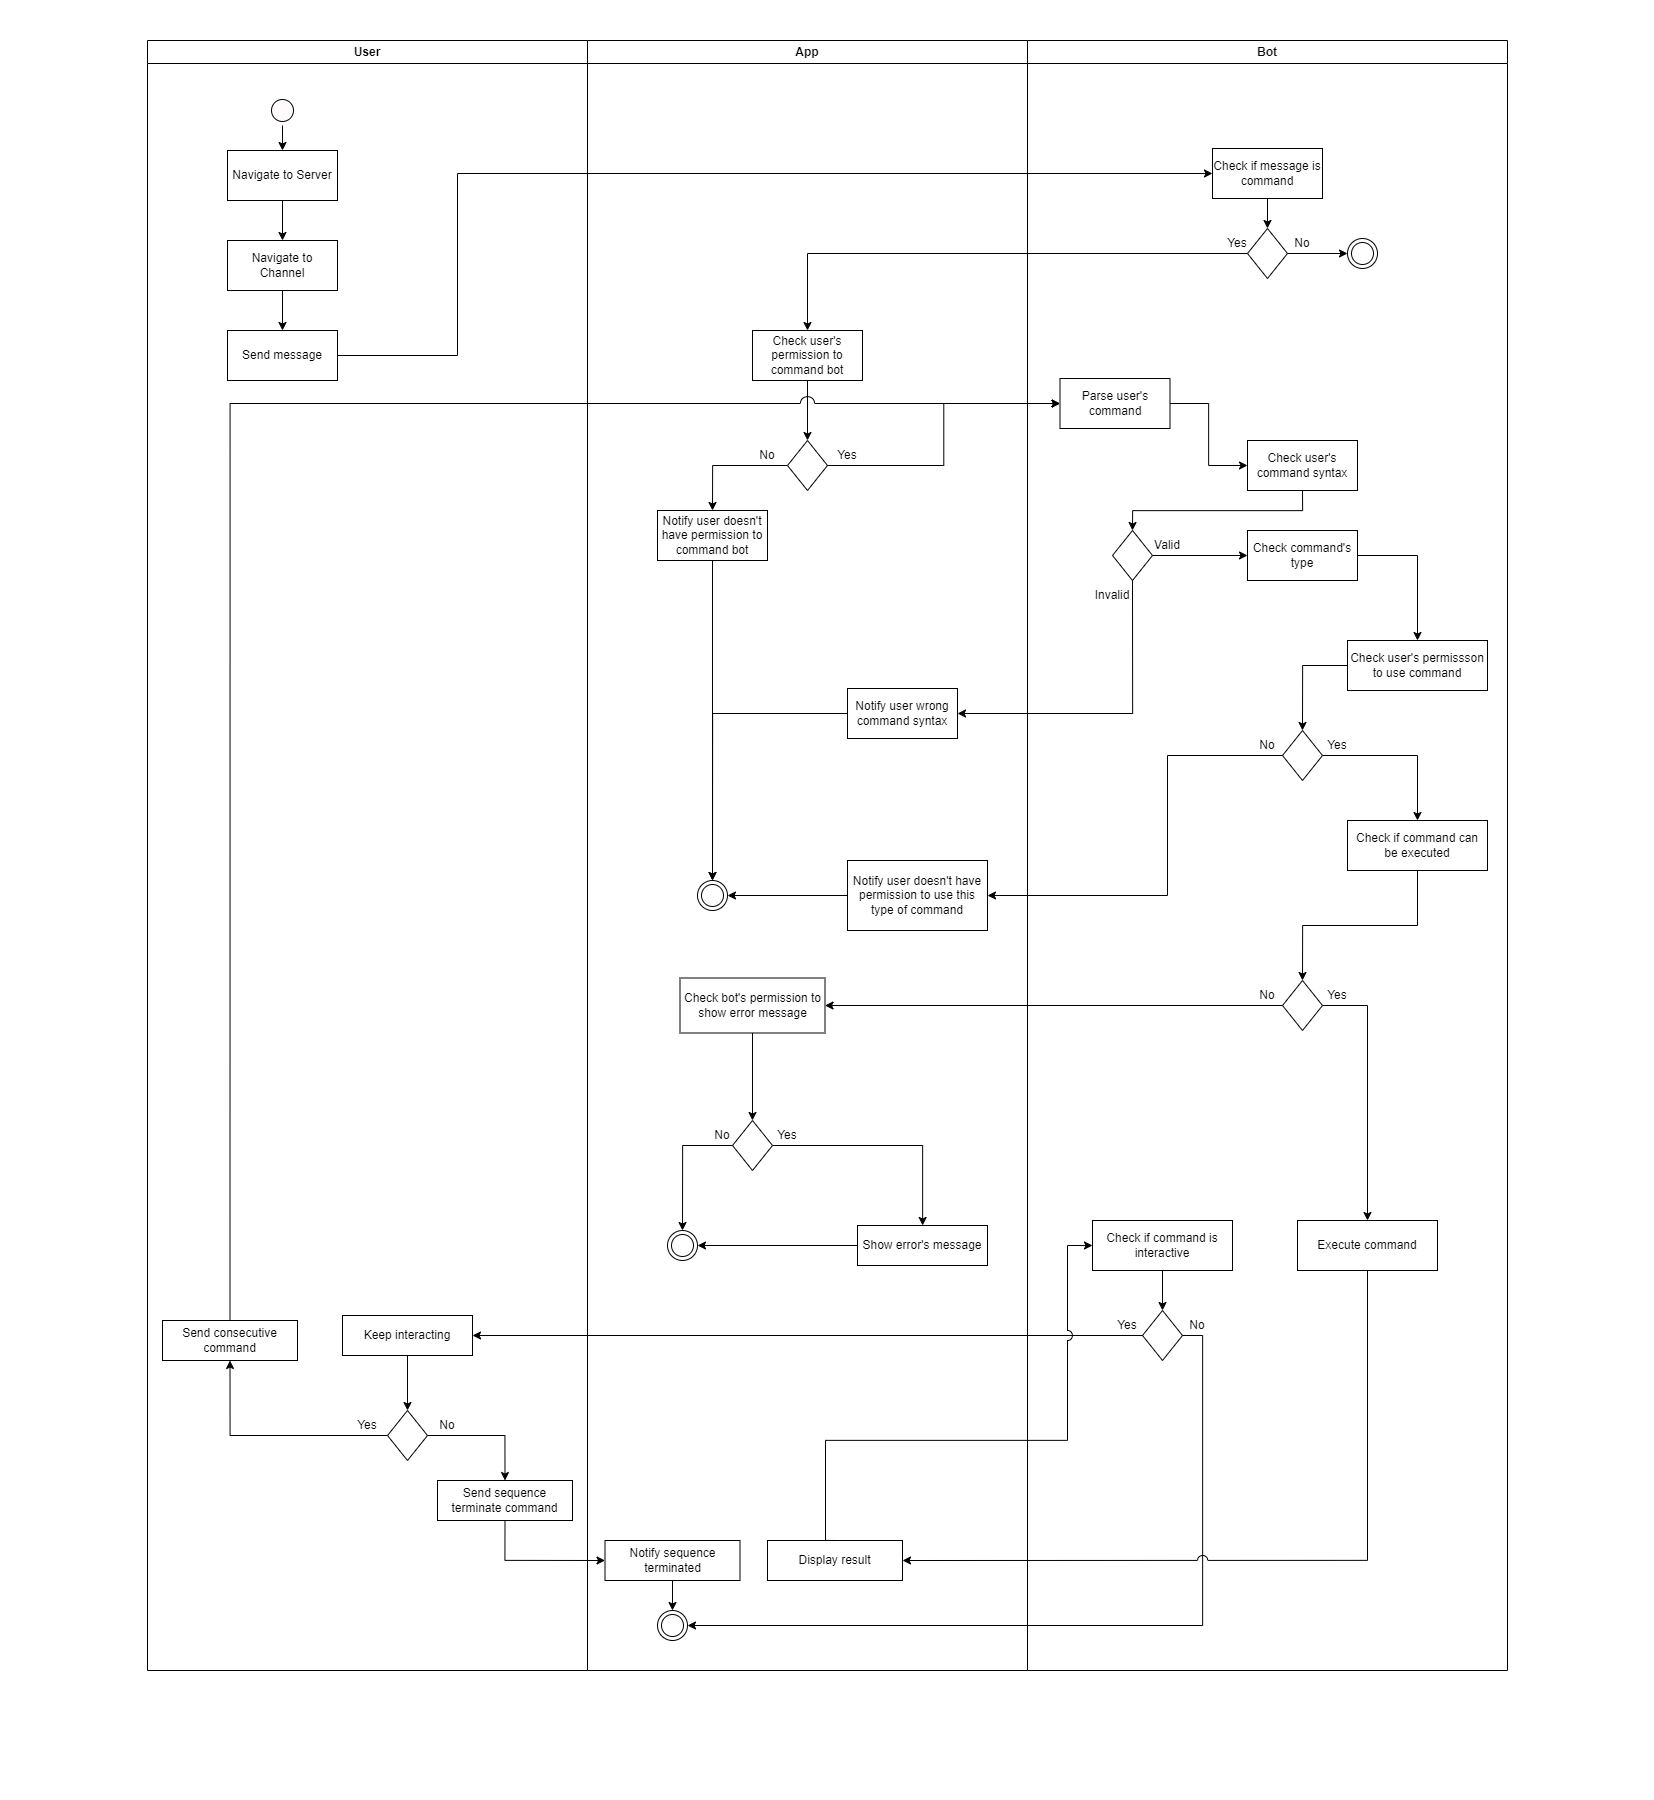 User
App
Bot
Navigate to Server
Check if message is
command
Yes
No
Navigate to
Channel
Send message
Check user's
permission to
command bot
Parse user's
command
No
Yes
Check user's
command syntax
Notify user doesn't
have permission to
command bot
Valid
Check command's
type
Invalid
Check user's permissson
to use command
Notify user wrong
command syntax
No
Yes
Check if command can
be executed
Notify user doesn't have
permission to use this
type of command
Check bot's permission to
show error message
No
Yes
No
Yes
Show error's message
Check if command is
interactive
Execute command
Send consecutive
command
Keep interacting
Yes
No
Yes
No
Send sequence
terminate command
Notify sequence
terminated
Display result